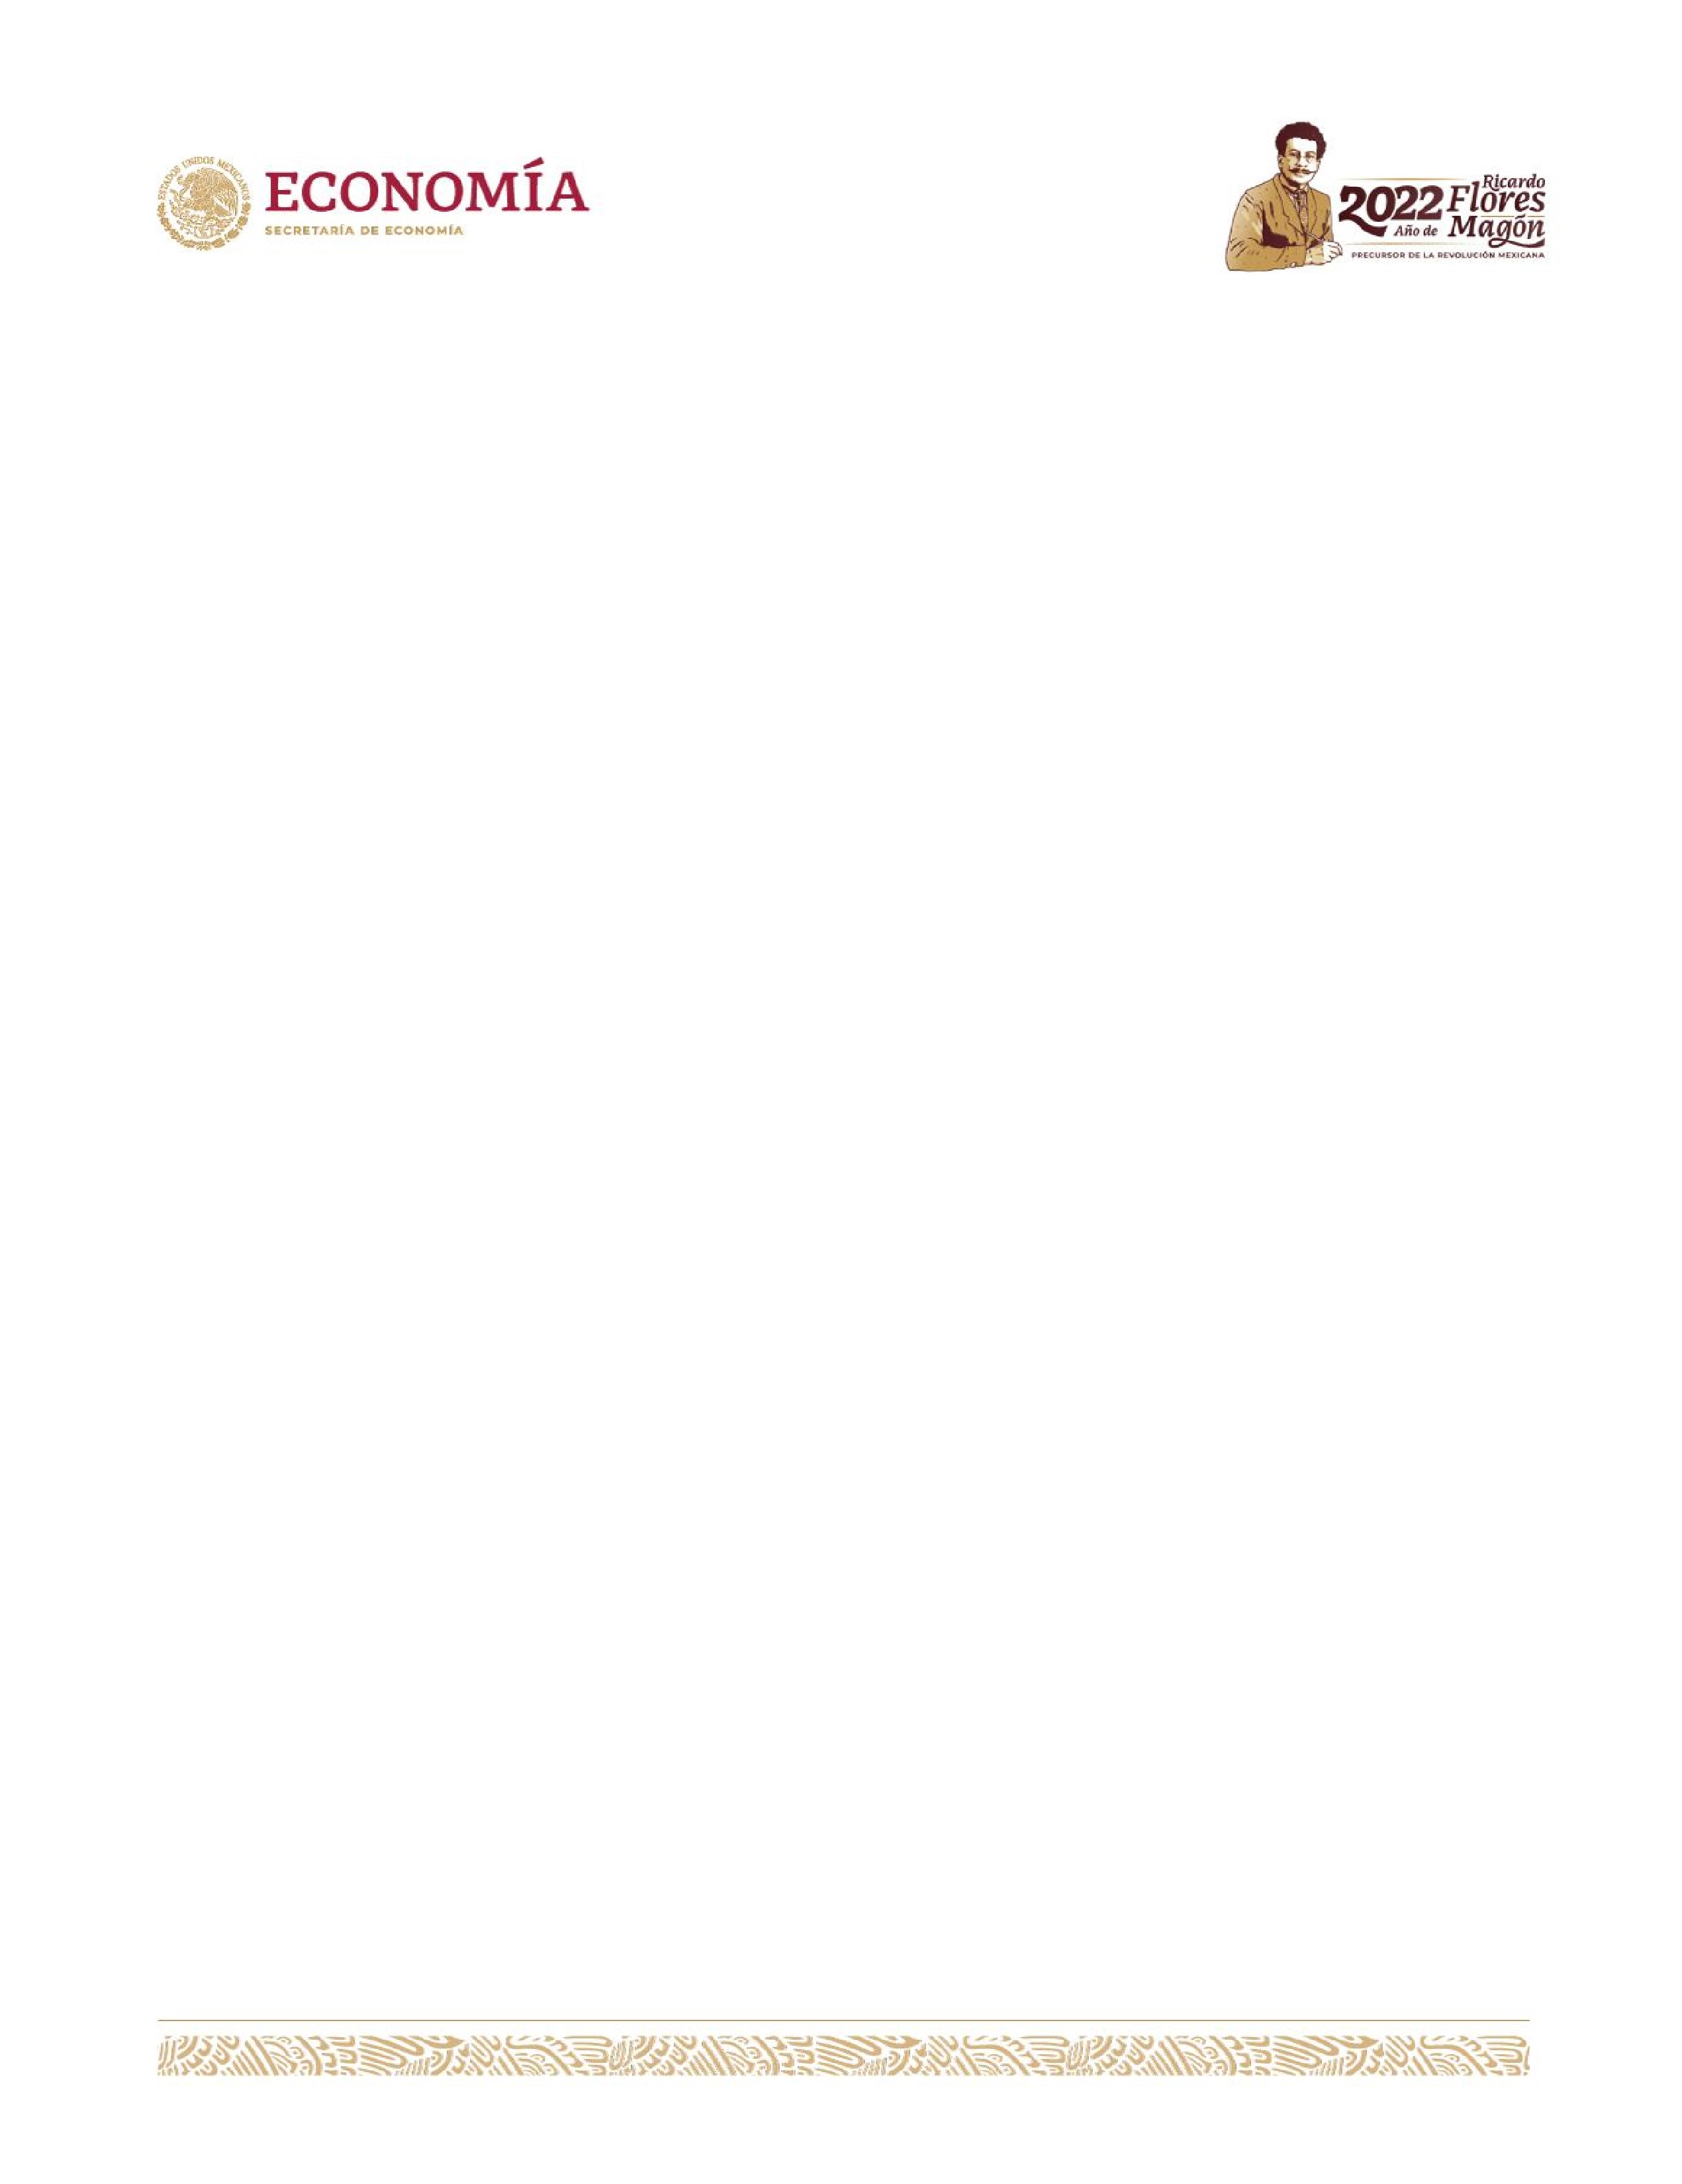 ESTADOS UNIDOS MEXICANOS
ECONOMÍA
SECRETARÍA DE ECONOMÍA
Ricardo
2022 Flores
Año de Magón
PRECURSOR DE LA REVOLUCIÓN MEXICANA